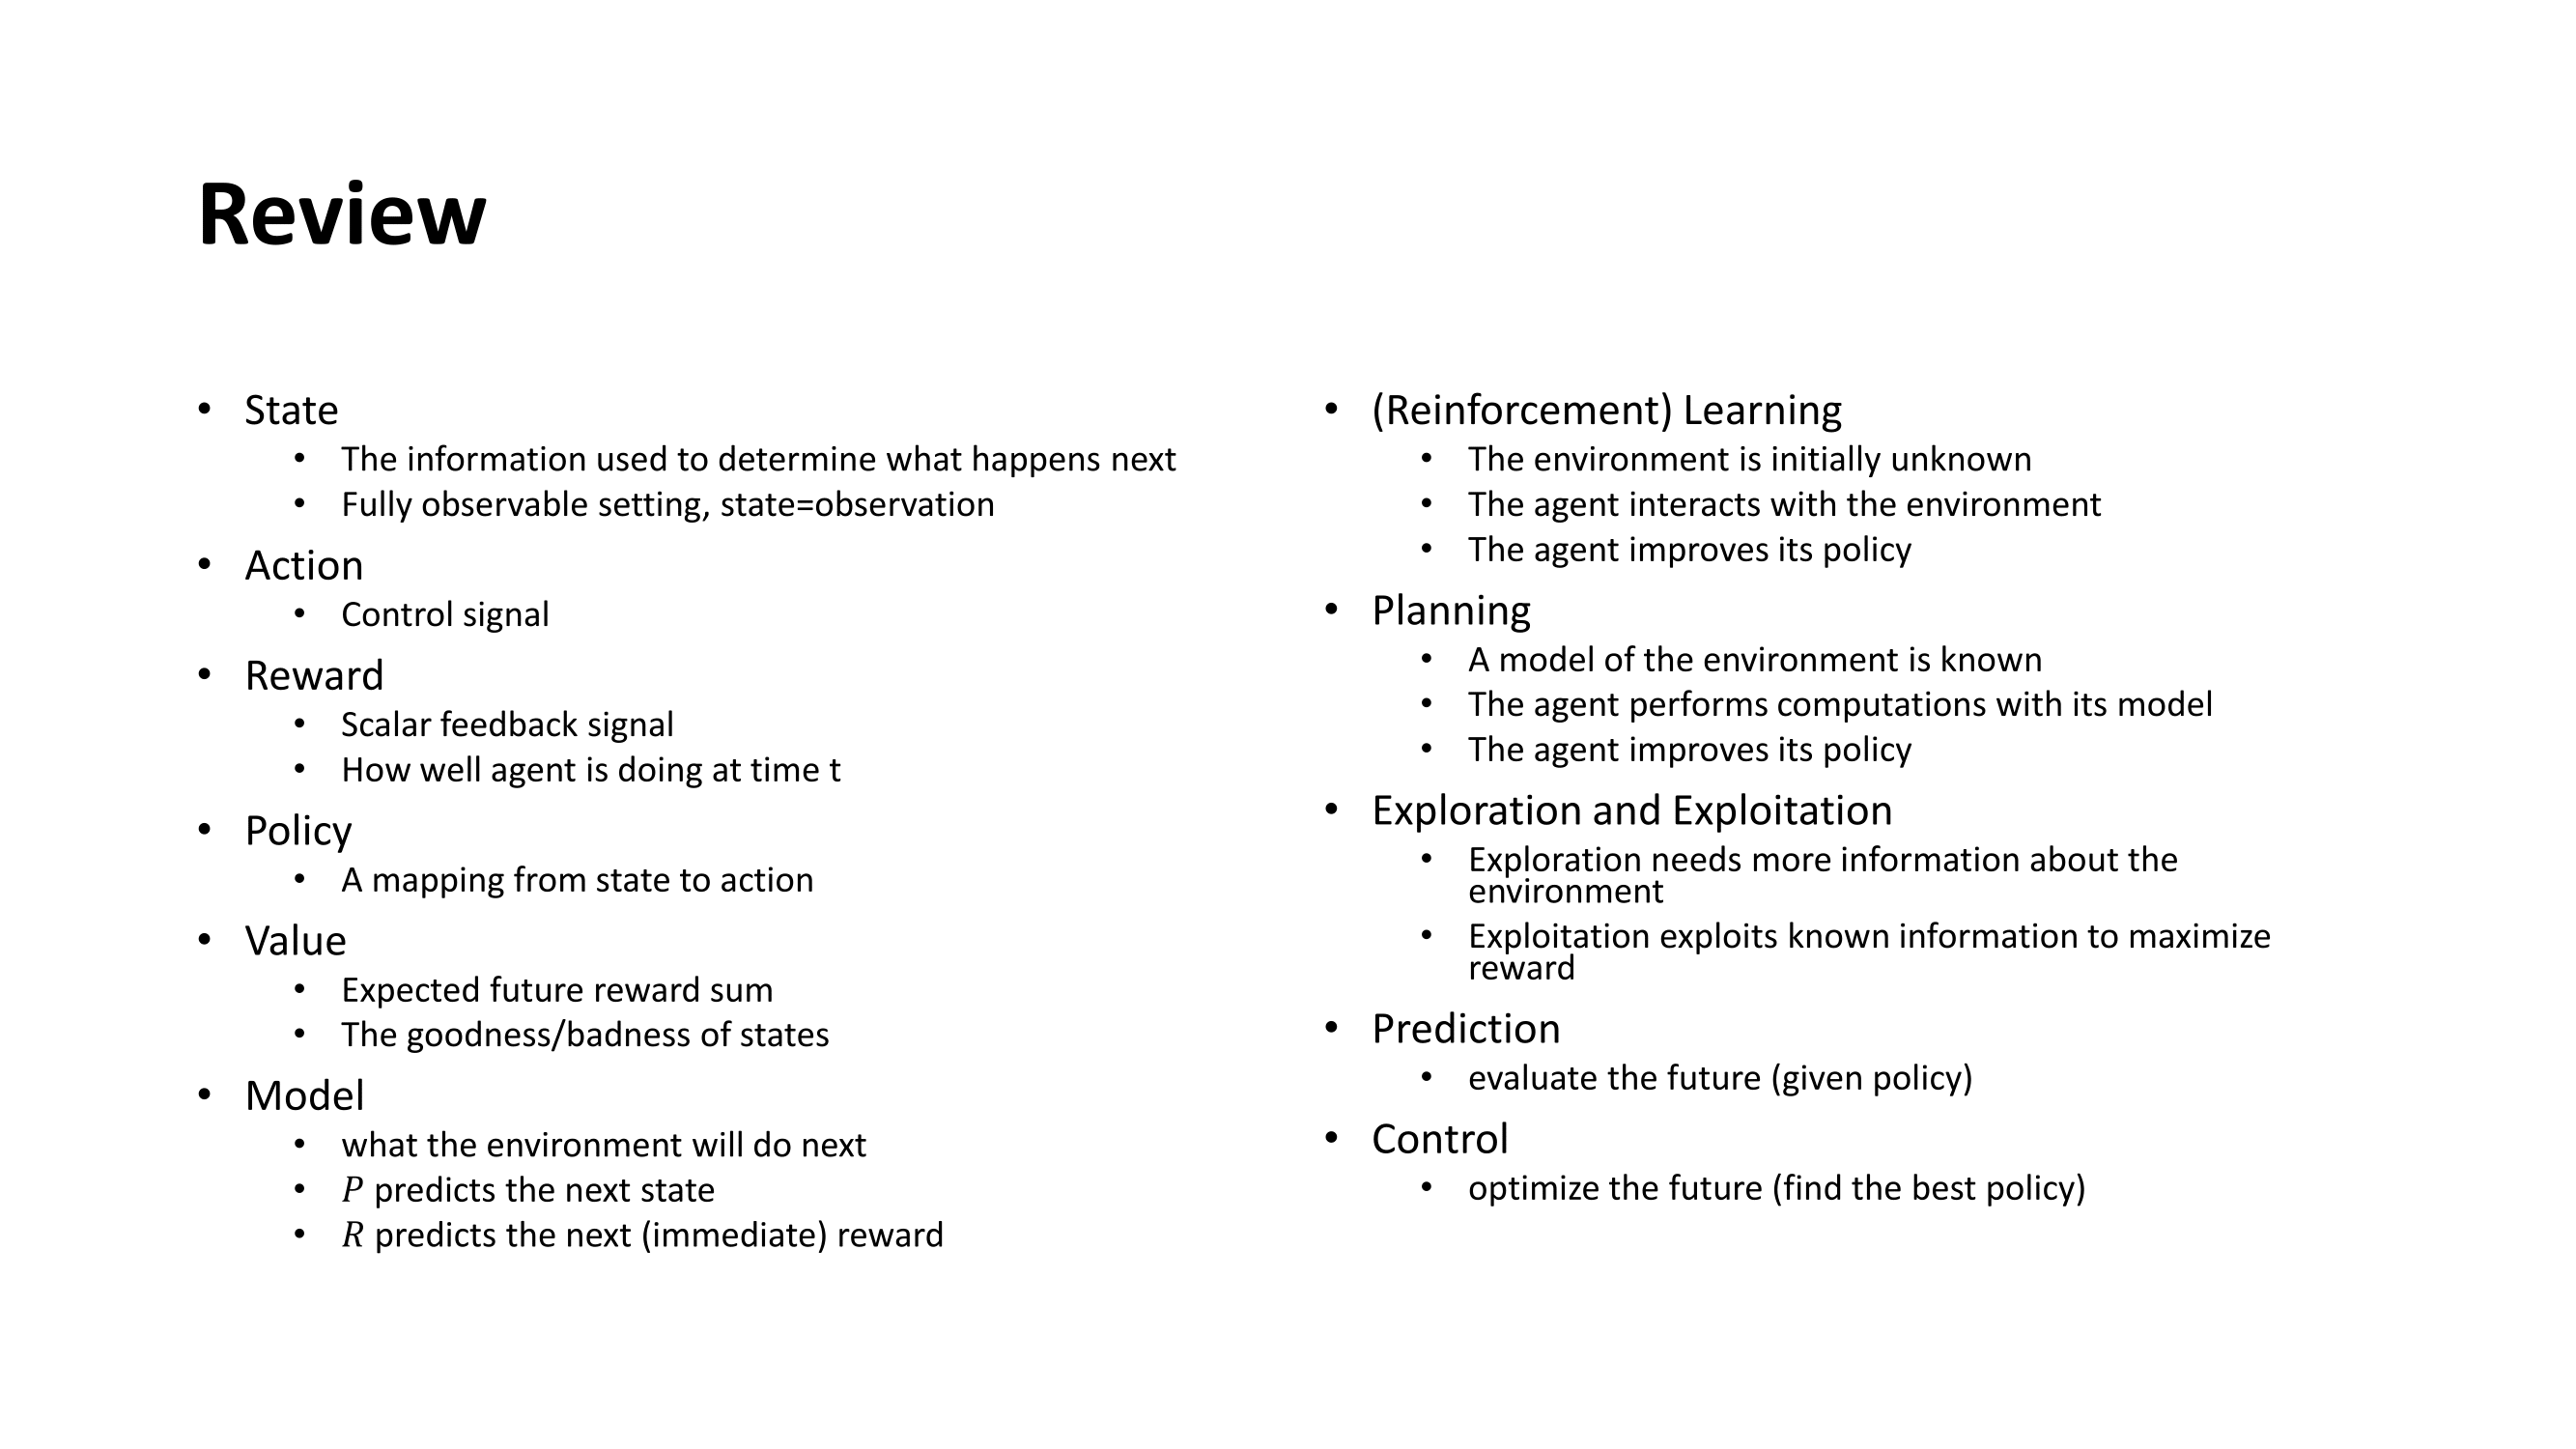 Review
• State
• The information used to determine what happens next
• Fully observable setting, state=observation
• Action
• Control signal
• Reward
• Scalar feedback signal
• How well agent is doing at time t
• Policy
• A mapping from state to action
• Value
• Expected future reward sum
• The goodness/badness of states
• Model
• what the environment will do next
• P predicts the next state
• R predicts the next (immediate) reward
• (Reinforcement) Learning
• The environment is initially unknown
• The agent interacts with the environment
• The agent improves its policy
• Planning
• A model of the environment is known
• The agent performs computations with its model
• The agent improves its policy
• Exploration and Exploitation
• Exploration needs more information about the
environment
• Exploitation exploits known information to maximize
reward
• Prediction
• evaluate the future (given policy)
• Control
• optimize the future (find the best policy)